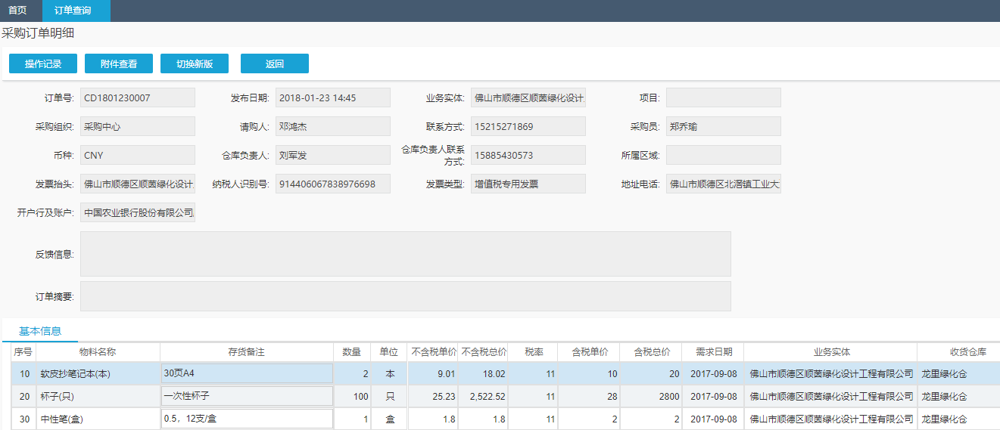 首页 订单查询
采购订单明细
操作记录 附件查看 切换新版 返回
订单号: CD1801230007 发布日期: 2018-01-23 14:45 业务实体: 佛山市顺德区顺茵绿化设计 项目:
采购组织: 采购中心 请购人: 邓鸿杰 联系方式: 15215271869 采购员: 郑乔瑜
币种: CNY 仓库负责人: 刘军发 仓库负责人联系方式: 15885430573 所属区域:
发票抬头: 佛山市顺德区顺茵绿化设计 纳税人识别号: 914406067838976698 发票类型: 增值税专用发票 地址电话: 佛山市顺德区北滘镇工业大
开户行及账户: 中国农业银行股份有限公司
反馈信息:
订单摘要:
基本信息
序号 物料名称 存货备注 数量 单位 不含税单价 不含税总价 税率 含税单价 含税总价 需求日期 业务实体 收货仓库
10 软皮抄笔记本(本) 30页A4 2 本 9.01 18.02 11 10 20 2017-09-08 佛山市顺德区顺茵绿化设计工程有限公司 龙里绿化仓
20 杯子(只) 一次性杯子 100 只 25.23 2,522.52 11 28 2800 2017-09-08 佛山市顺德区顺茵绿化设计工程有限公司 龙里绿化仓
30 中性笔(盒) 0.5，12支/盒 1 盒 1.8 1.8 11 2 2 2017-09-08 佛山市顺德区顺茵绿化设计工程有限公司 龙里绿化仓